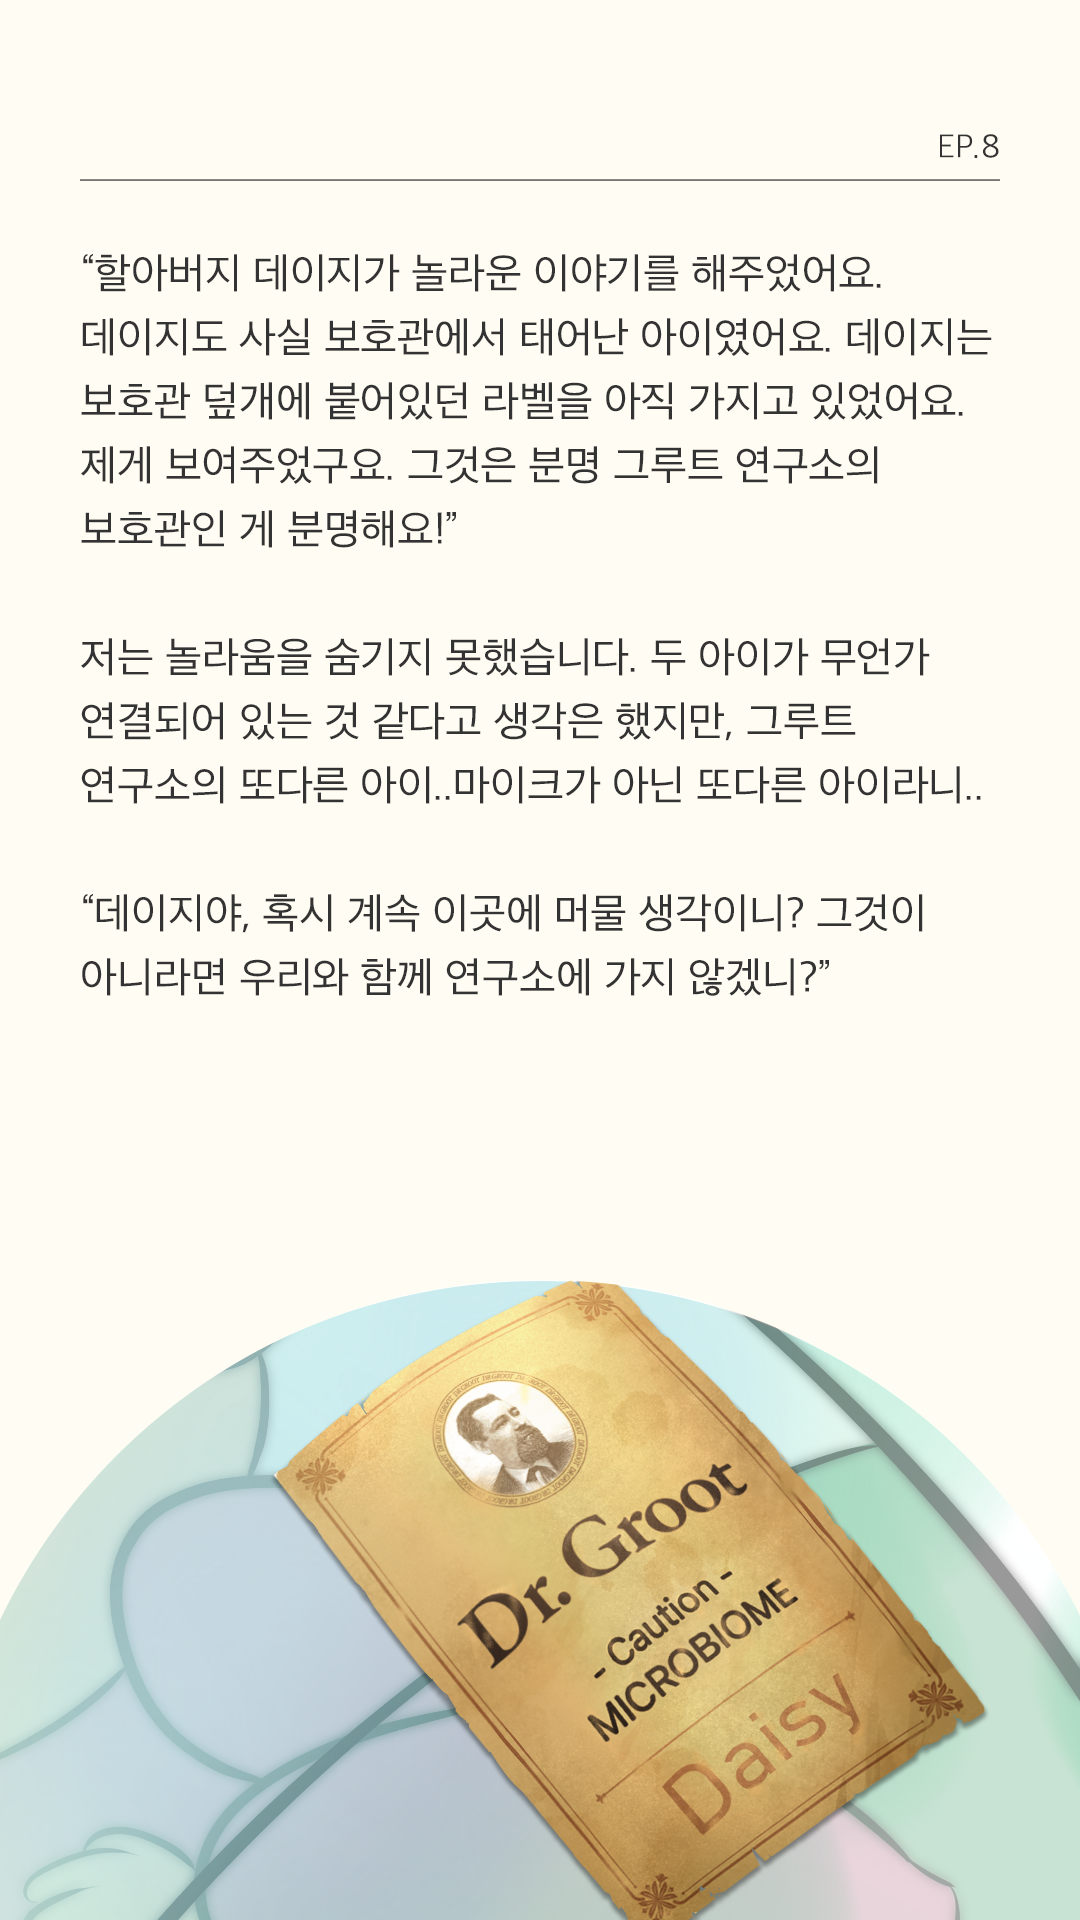 EP.8
“할아버지 데이지가 놀라운 이야기를 해주었어요.
데이지도 사실 보호관에서 태어난 아이였어요. 데이지는
보호관 덮개에 붙어있던 라벨을 아직 가지고 있었어요.
제게 보여주었구요. 그것은 분명 그루트 연구소의
보호관인 게 분명해요!”
저는 놀라움을 숨기지 못했습니다. 두 아이가 무언가
연결되어 있는 것 같다고 생각은 했지만, 그루트
연구소의 또다른 아이..마이크가 아닌 또다른 아이라니..
“데이지야, 혹시 계속 이곳에 머물 생각이니? 그것이
아니라면 우리와 함께 연구소에 가지 않겠니?”
Dr. Groot
- Caution -
MICROBIOME
Daisy